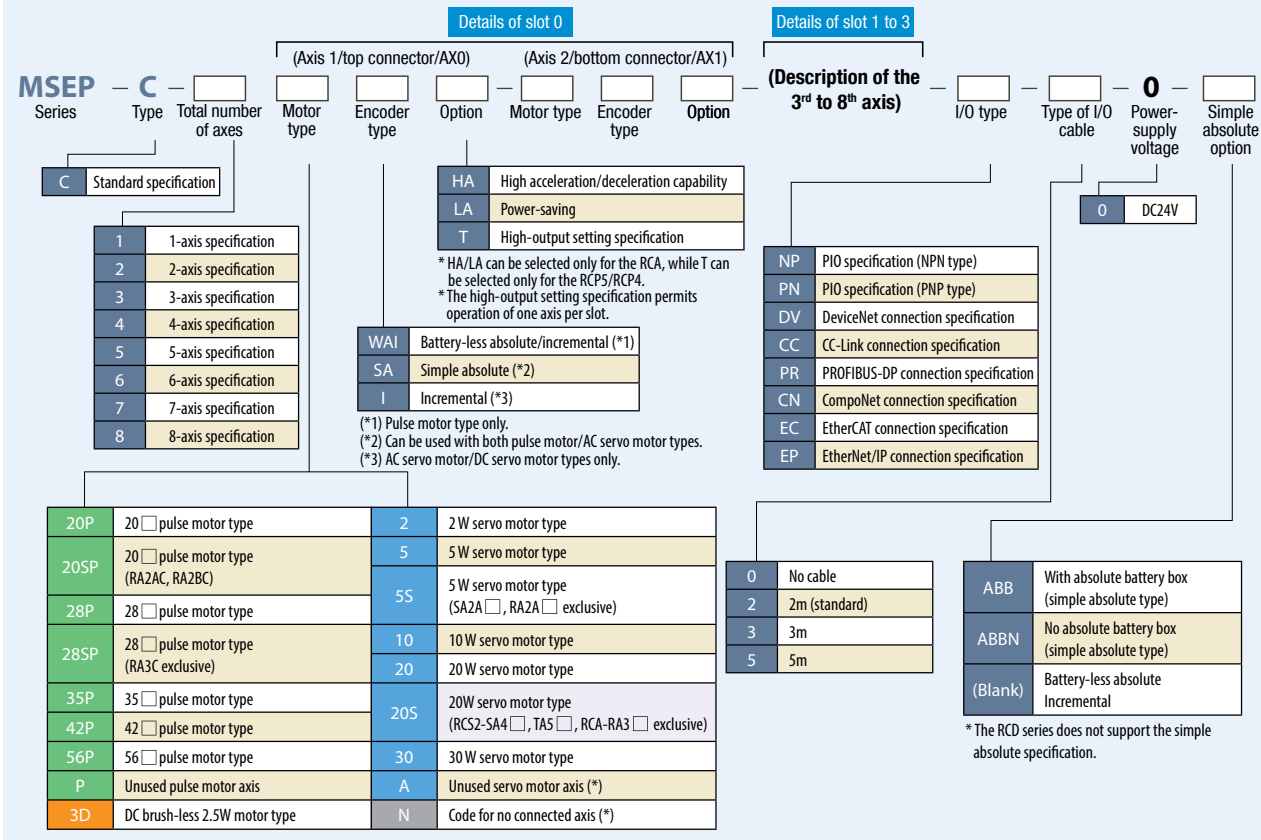 Details of slot 0
Details of slot 1 to 3
(Axis 1/top connector/AX0)
(Axis 2/bottom connector/AX1)
MSEP – C – □ □ □ □ – □ □ □ – (Description of the 3rd to 8th axis) – □ – □ – 0 – □
Series
Type
Total number
of axes
Motor
type
Encoder
type
Option
Motor type
Encoder
type
Option
I/O type
Type of I/O
cable
Power-
supply
voltage
Simple
absolute
option
C Standard specification
1 1-axis specification
2 2-axis specification
3 3-axis specification
4 4-axis specification
5 5-axis specification
6 6-axis specification
7 7-axis specification
8 8-axis specification
HA High acceleration/deceleration capability
LA Power-saving
T High-output setting specification
* HA/LA can be selected only for the RCA, while T can
be selected only for the RCP5/RCP4.
* The high-output setting specification permits
operation of one axis per slot.
WAI Battery-less absolute/incremental (*1)
SA Simple absolute (*2)
I Incremental (*3)
(*1) Pulse motor type only.
(*2) Can be used with both pulse motor/AC servo motor types.
(*3) AC servo motor/DC servo motor types only.
0 DC24V
NP PIO specification (NPN type)
PN PIO specification (PNP type)
DV DeviceNet connection specification
CC CC-Link connection specification
PR PROFIBUS-DP connection specification
CN CompoNet connection specification
EC EtherCAT connection specification
EP EtherNet/IP connection specification
20P 20 □ pulse motor type
20SP 20 □ pulse motor type
(RA2AC, RA2BC)
28P 28 □ pulse motor type
28SP 28 □ pulse motor type
(RA3C exclusive)
35P 35 □ pulse motor type
42P 42 □ pulse motor type
56P 56 □ pulse motor type
P Unused pulse motor axis
3D DC brush-less 2.5W motor type
2 2 W servo motor type
5 5 W servo motor type
5S 5 W servo motor type
(SA2A □ , RA2A □ exclusive)
10 10 W servo motor type
20 20 W servo motor type
20S 20W servo motor type
(RCS2-SA4 □ , TA5 □ , RCA-RA3 □ exclusive)
30 30 W servo motor type
A Unused servo motor axis (*)
N Code for no connected axis (*)
0 No cable
2 2m (standard)
3 3m
5 5m
ABB With absolute battery box
(simple absolute type)
ABBN No absolute battery box
(simple absolute type)
(Blank) Battery-less absolute
Incremental
* The RCD series does not support the simple
absolute specification.